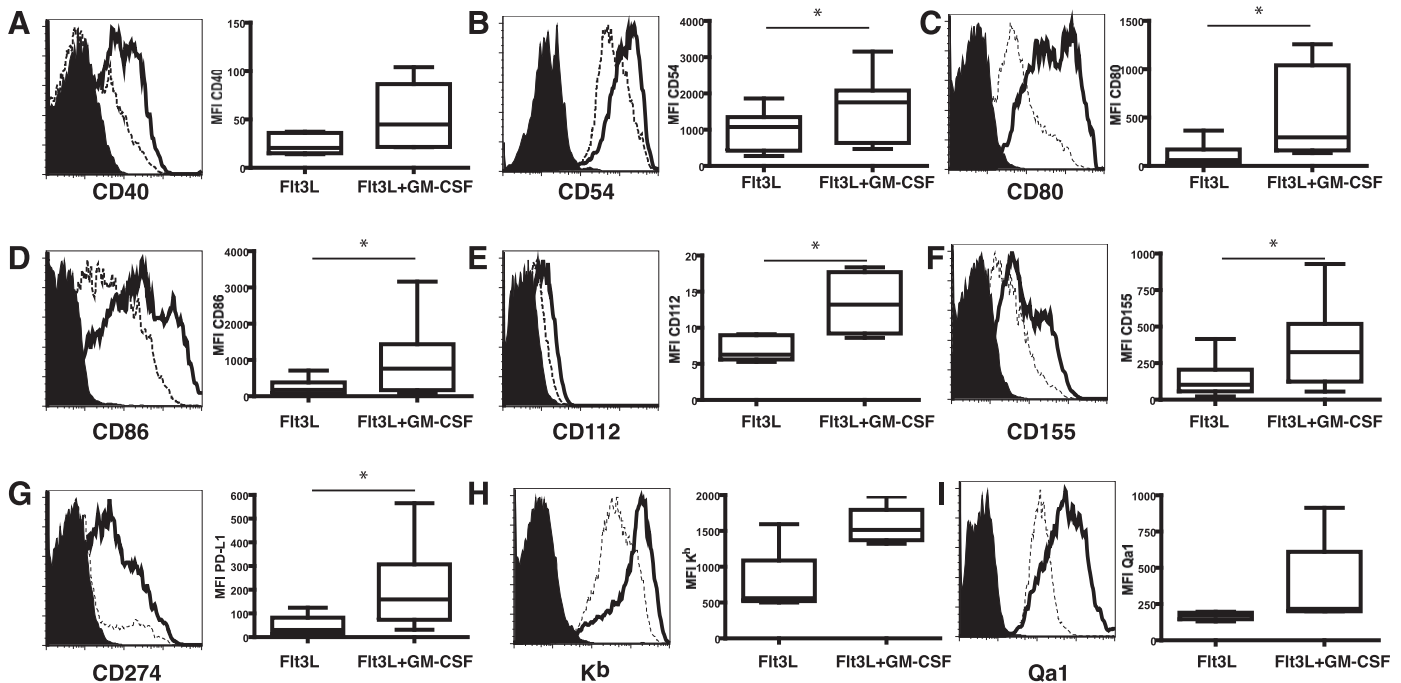 A
150
100
50
0
MFI CD40
CD40
Flt3L
Flt3L+GM-CSF
B
*
4000
3000
2000
1000
0
MFI CD54
CD54
Flt3L
Flt3L+GM-CSF
C
*
1500
1000
500
0
MFI CD80
CD80
Flt3L
Flt3L+GM-CSF
D
*
4000
3000
2000
1000
0
MFI CD86
CD86
Flt3L
Flt3L+GM-CSF
E
*
20
15
10
5
0
MFI CD112
CD112
Flt3L
Flt3L+GM-CSF
F
*
1000
750
500
250
0
MFI CD155
CD155
Flt3L
Flt3L+GM-CSF
G
*
600
500
400
300
200
100
0
MFI PD-L1
CD274
Flt3L
Flt3L+GM-CSF
H
2000
1500
1000
500
0
MFI Kb
Kb
Flt3L
Flt3L+GM-CSF
I
1000
750
500
250
0
MFI Qa1
Qa1
Flt3L
Flt3L+GM-CSF